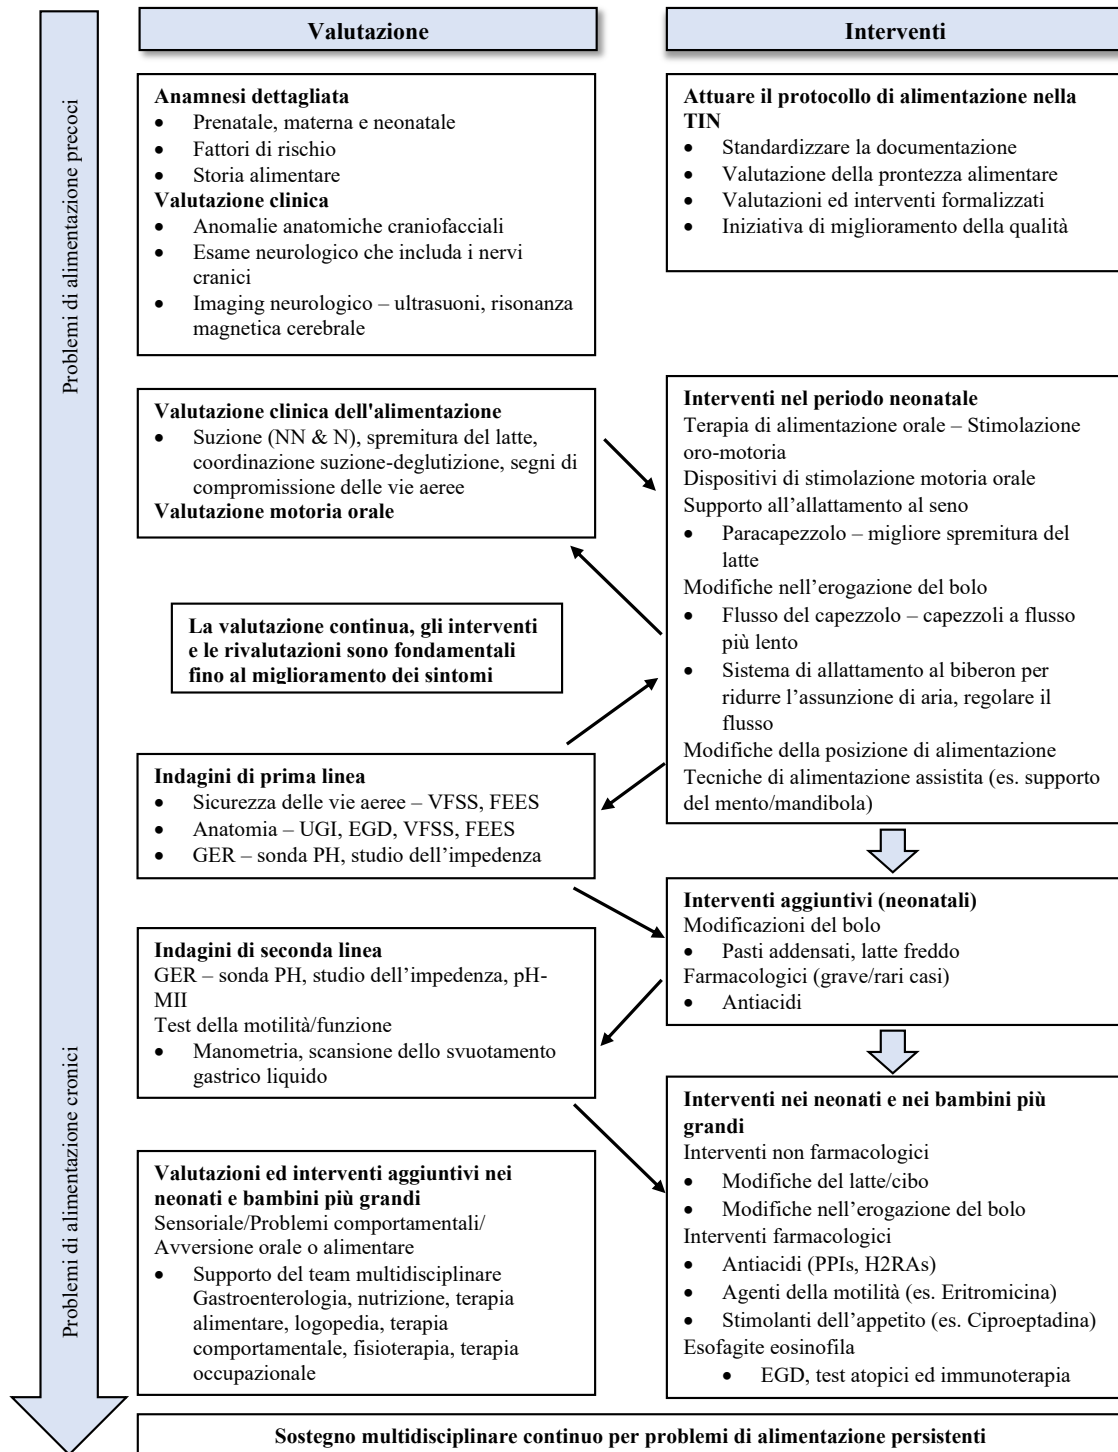 Valutazione
Interventi
Problemi di alimentazione precoci
Anamnesi dettagliata
• Prenatale, materna e neonatale
• Fattori di rischio
• Storia alimentare
Valutazione clinica
• Anomalie anatomiche craniofacciali
• Esame neurologico che includa i nervi
cranici
• Imaging neurologico – ultrasuoni, risonanza
magnetica cerebrale
Attuare il protocollo di alimentazione nella
TIN
• Standardizzare la documentazione
• Valutazione della prontezza alimentare
• Valutazioni ed interventi formalizzati
• Iniziativa di miglioramento della qualità
Valutazione clinica dell'alimentazione
• Suzione (NN & N), spremitura del latte,
coordinazione suzione-deglutizione, segni di
compromissione delle vie aeree
Valutazione motoria orale
Interventi nel periodo neonatale
Terapia di alimentazione orale – Stimolazione
oro-motoria
Dispositivi di stimolazione motoria orale
Supporto all’allattamento al seno
• Paracapezzolo – migliore spremitura del
latte
Modifiche nell’erogazione del bolo
• Flusso del capezzolo – capezzoli a flusso
più lento
• Sistema di allattamento al biberon per
ridurre l’assunzione di aria, regolare il
flusso
Modifiche della posizione di alimentazione
Tecniche di alimentazione assistita (es. supporto
del mento/mandibola)
La valutazione continua, gli interventi
e le rivalutazioni sono fondamentali
fino al miglioramento dei sintomi
Indagini di prima linea
• Sicurezza delle vie aeree – VFSS, FEES
• Anatomia – UGI, EGD, VFSS, FEES
• GER – sonda PH, studio dell’impedenza
Interventi aggiuntivi (neonatali)
Modificazioni del bolo
• Pasti addensati, latte freddo
Farmacologici (grave/rari casi)
• Antiacidi
Indagini di seconda linea
GER – sonda PH, studio dell’impedenza, pH-
MII
Test della motilità/funzione
• Manometria, scansione dello svuotamento
gastrico liquido
Problemi di alimentazione cronici
Interventi nei neonati e nei bambini più
grandi
Interventi non farmacologici
• Modifiche del latte/cibo
• Modifiche nell’erogazione del bolo
Interventi farmacologici
• Antiacidi (PPIs, H2RAs)
• Agenti della motilità (es. Eritromicina)
• Stimolanti dell’appetito (es. Ciproeptadina)
Esofagite eosinofila
• EGD, test atopici ed immunoterapia
Valutazioni ed interventi aggiuntivi nei
neonati e bambini più grandi
Sensoriale/Problemi comportamentali/
Avversione orale o alimentare
• Supporto del team multidisciplinare
Gastroenterologia, nutrizione, terapia
alimentare, logopedia, terapia
comportamentale, fisioterapia, terapia
occupazionale
Sostegno multidisciplinare continuo per problemi di alimentazione persistenti